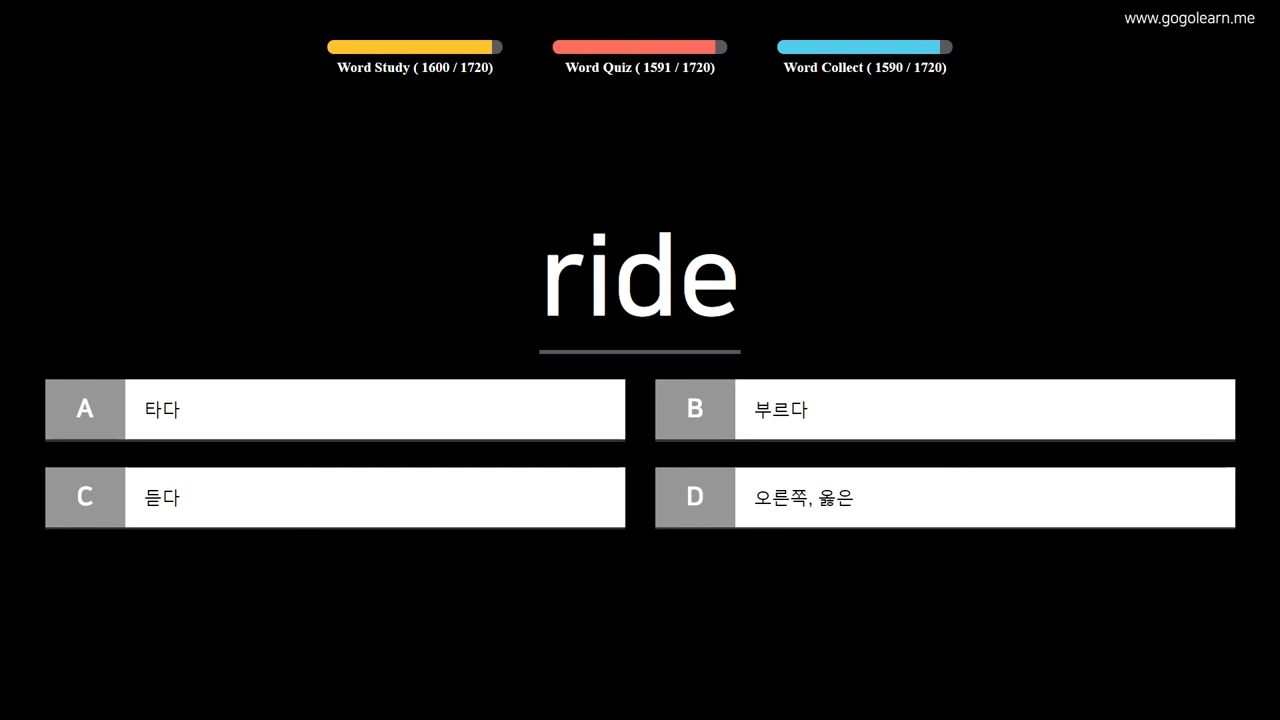 www.gogolearn.me
Word Study ( 1600 / 1720)
Word Quiz ( 1591 / 1720)
Word Collect ( 1590 / 1720)
ride
A 타다
B 부르다
C 듣다
D 오른쪽, 옳은